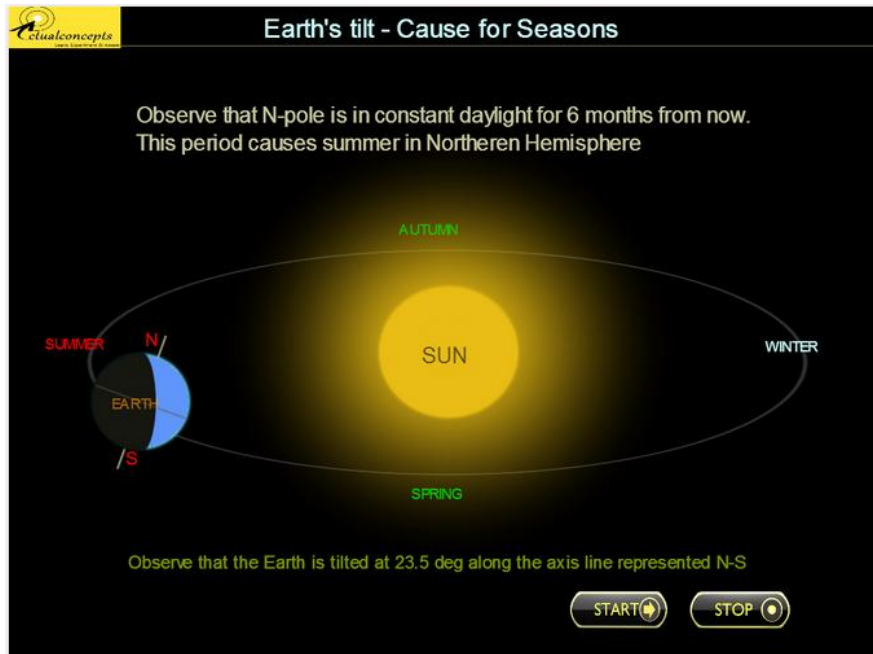 Actualconcepts
Earth's tilt - Cause for Seasons
Observe that N-pole is in constant daylight for 6 months from now.
This period causes summer in Northeren Hemisphere
AUTUMN
SUMMER
N
SUN
WINTER
EARTH
S
SPRING
Observe that the Earth is tilted at 23.5 deg along the axis line represented N-S
START
STOP